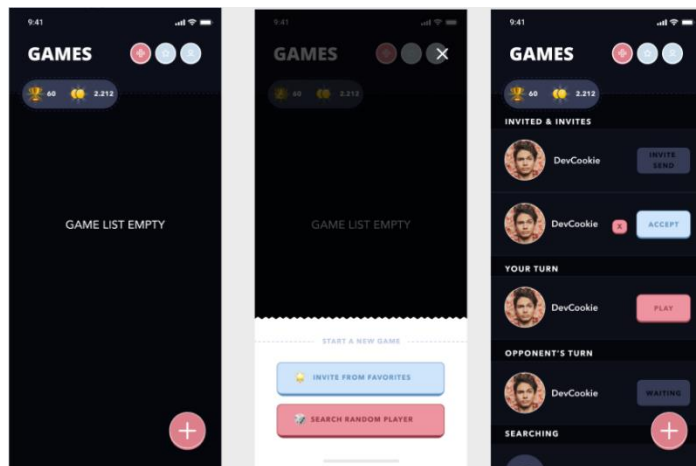 9:41
GAMES
60 2.212
GAME LIST EMPTY
9:41
GAMES
60 2.212
GAME LIST EMPTY
START A NEW GAME
INVITE FROM FAVORITES
SEARCH RANDOM PLAYER
9:41
GAMES
60 2.212
INVITED & INVITES
DevCookie
INVITE
SEND
DevCookie X ACCEPT
YOUR TURN
DevCookie PLAY
OPPONENT'S TURN
DevCookie WAITING
SEARCHING